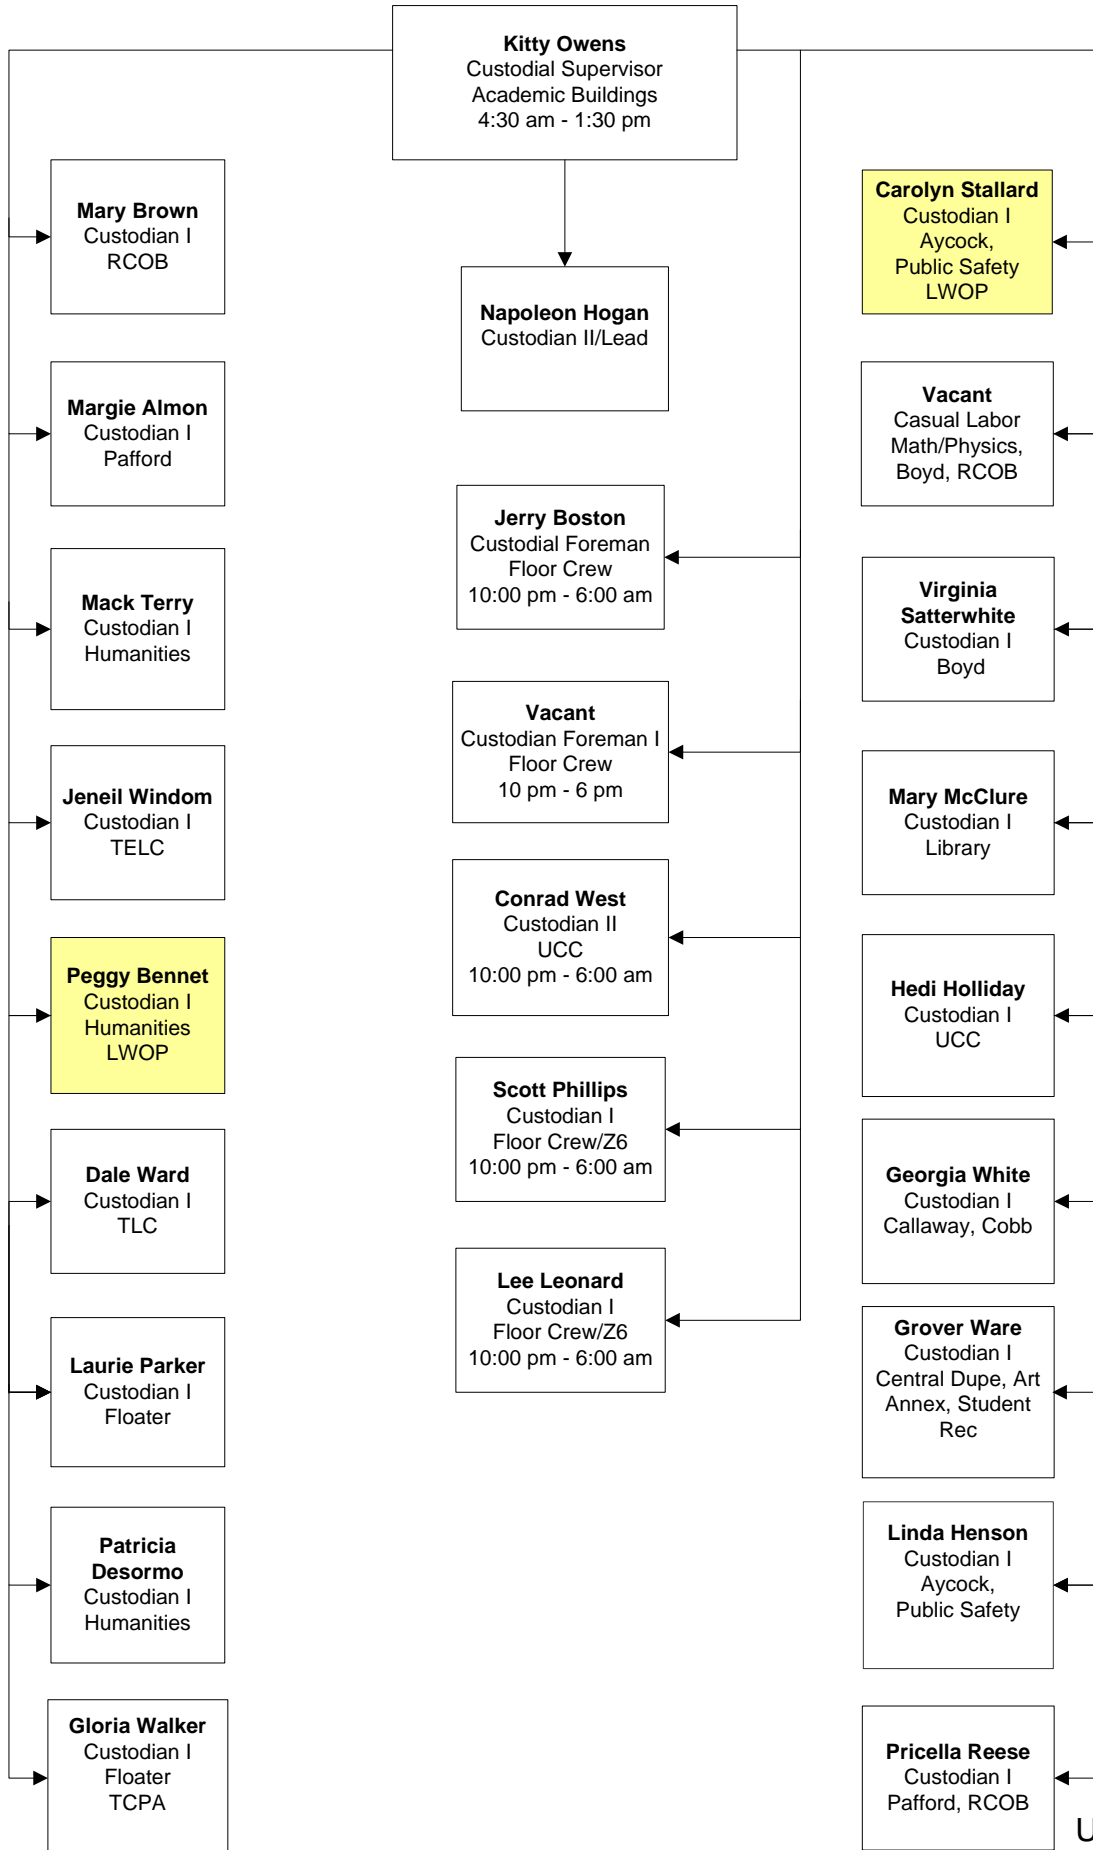 Kitty Owens
Custodial Supervisor
Academic Buildings
4:30 am - 1:30 pm
Mary Brown
Custodian I
RCOB
Margie Almon
Custodian I
Pafford
Mack Terry
Custodian I
Humanities
Jeneil Windom
Custodian I
TELC
Peggy Bennet
Custodian I
Humanities
LWOP
Dale Ward
Custodian I
TLC
Laurie Parker
Custodian I
Floater
Patricia
Desormo
Custodian I
Humanities
Gloria Walker
Custodian I
Floater
TCPA
Napoleon Hogan
Custodian II/Lead
Jerry Boston
Custodial Foreman
Floor Crew
10:00 pm - 6:00 am
Vacant
Custodian Foreman I
Floor Crew
10 pm - 6 pm
Conrad West
Custodian II
UCC
10:00 pm - 6:00 am
Scott Phillips
Custodian I
Floor Crew/Z6
10:00 pm - 6:00 am
Lee Leonard
Custodian I
Floor Crew/Z6
10:00 pm - 6:00 am
Carolyn Stallard
Custodian I
Aycock,
Public Safety
LWOP
Vacant
Casual Labor
Math/Physics,
Boyd, RCOB
Virginia
Satterwhite
Custodian I
Boyd
Mary McClure
Custodian I
Library
Hedi Holliday
Custodian I
UCC
Georgia White
Custodian I
Callaway, Cobb
Grover Ware
Custodian I
Central Dupe, Art
Annex, Student
Rec
Linda Henson
Custodian I
Aycock,
Public Safety
Pricella Reese
Custodian I
Pafford, RCOB
U